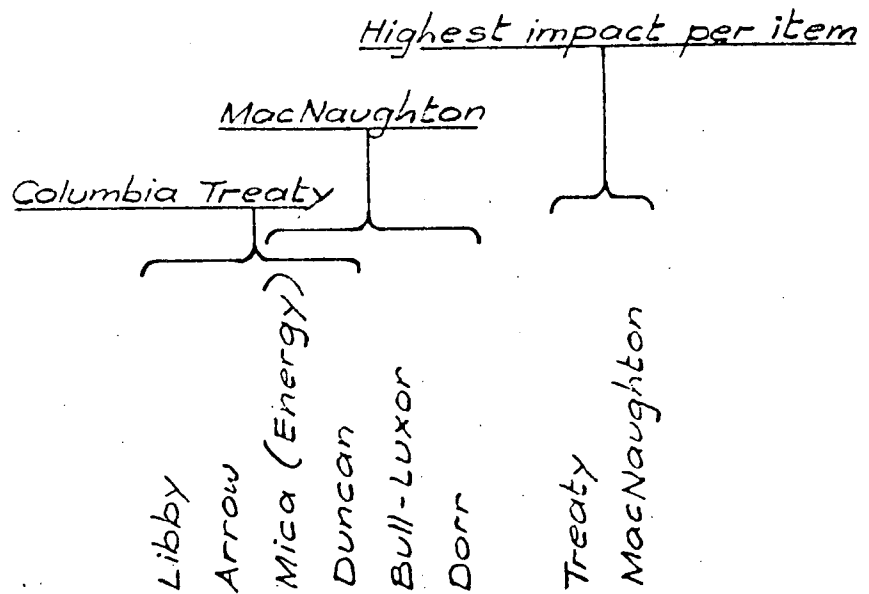 Highest impact per item
MacNaughton
Columbia Treaty
Libby
Arrow
Mica (Energy)
Duncan
Bull-Luxor
Dorr
Treaty
MacNaughton